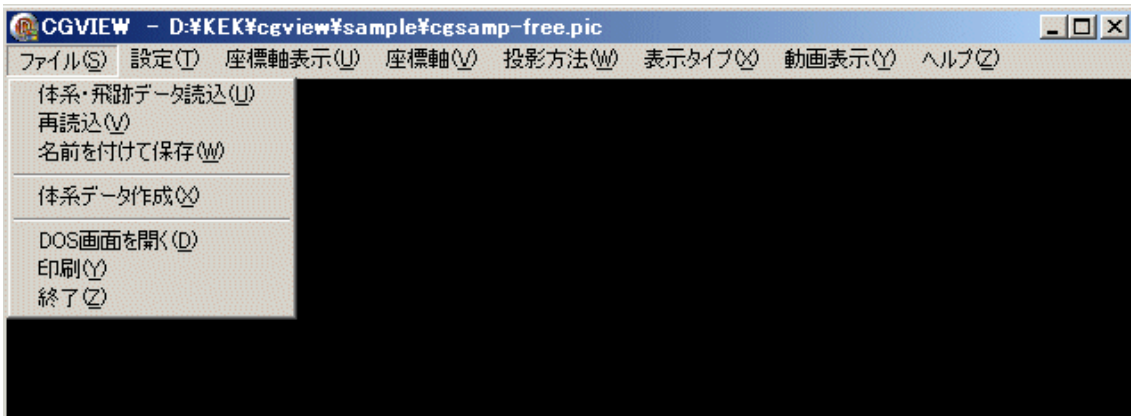 CGVIEW - D:¥KEK¥cgview¥sample¥cgsamp-free.pic
ファイル(S) 設定(T) 座標軸表示(U) 座標軸(V) 投影方法(W) 表示タイプ(X) 動画表示(Y) ヘルプ(Z)
体系・飛跡データ読込(U)
再読込(V)
名前を付けて保存(W)
体系データ作成(X)
DOS画面を開く(D)
印刷(Y)
終了(Z)